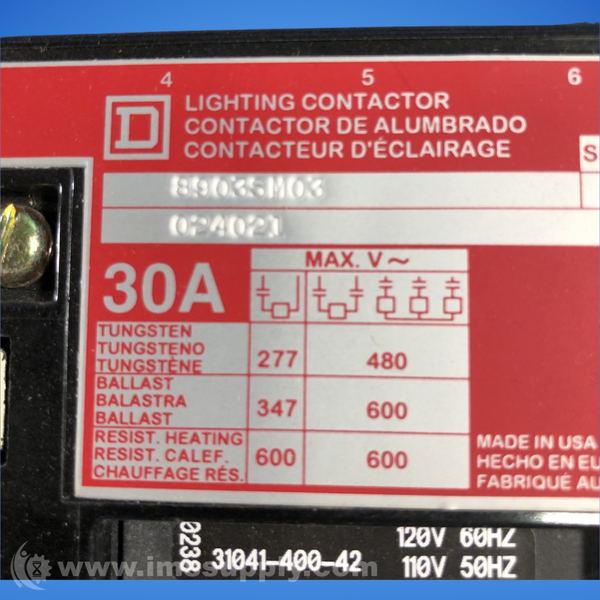 4 5 6
D
LIGHTING CONTACTOR
CONTACTOR DE ALUMBRADO
CONTACTEUR D'ÉCLAIRAGE
S
8903SMO3
024021
30A
MAX. V ~
TUNGSTEN
TUNGSTENO
TUNGSTÈNE
277 480
BALLAST
BALASTRA
BALLAST
347 600
RESIST. HEATING
RESIST. CALEF.
CHAUFFAGE RÉS.
600 600
MADE IN USA
HECHO EN EU
FABRIQUÉ AU
0238
31041-400-42
120V 60HZ
110V 50HZ
© www.imesupply.com